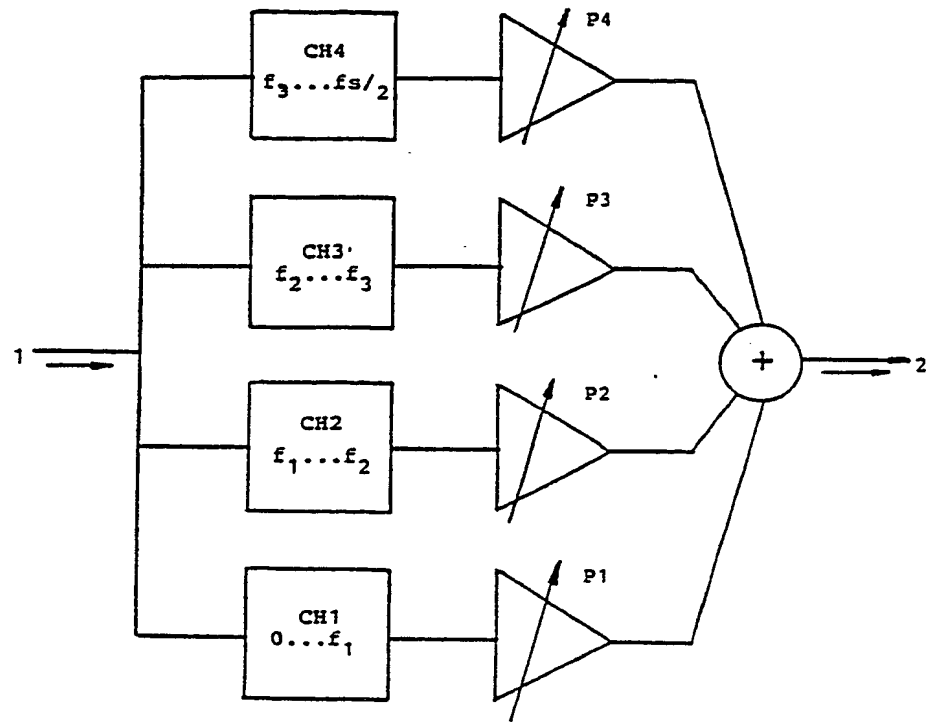 CH4
f₃...fs/₂
P4
CH3
f₂...f₃
P3
1
+
2
CH2
f₁...f₂
P2
CH1
0...f₁
P1